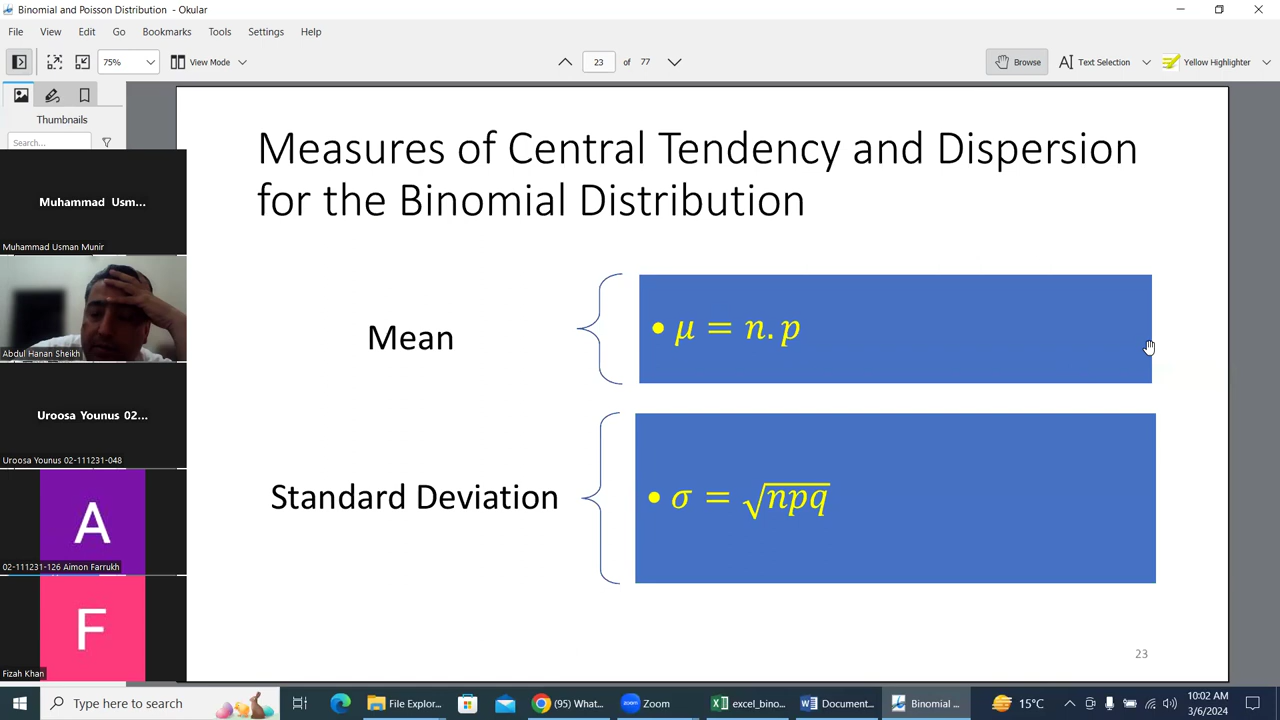 Binomial and Poisson Distribution - Okular
File View Edit Go Bookmarks Tools Settings Help
75% View Mode 23 of 77 Browse Text Selection Yellow Highlighter
Thumbnails
Search...
Muhammad Usm...
Muhammad Usman Munir
Abdul Hanan Sheikh
Uroosa Younus 02...
Uroosa Younus 02-111231-048
A
02-111231-126 Aimon Farrukh
F
Fizah Khan
Measures of Central Tendency and Dispersion
for the Binomial Distribution
Mean
• μ = n. p
Standard Deviation
• σ = √npq
23
Type here to search
File Explor...
(95) What...
Zoom
excel_bino...
Document...
Binomial ...
15°C
10:02 AM
3/6/2024